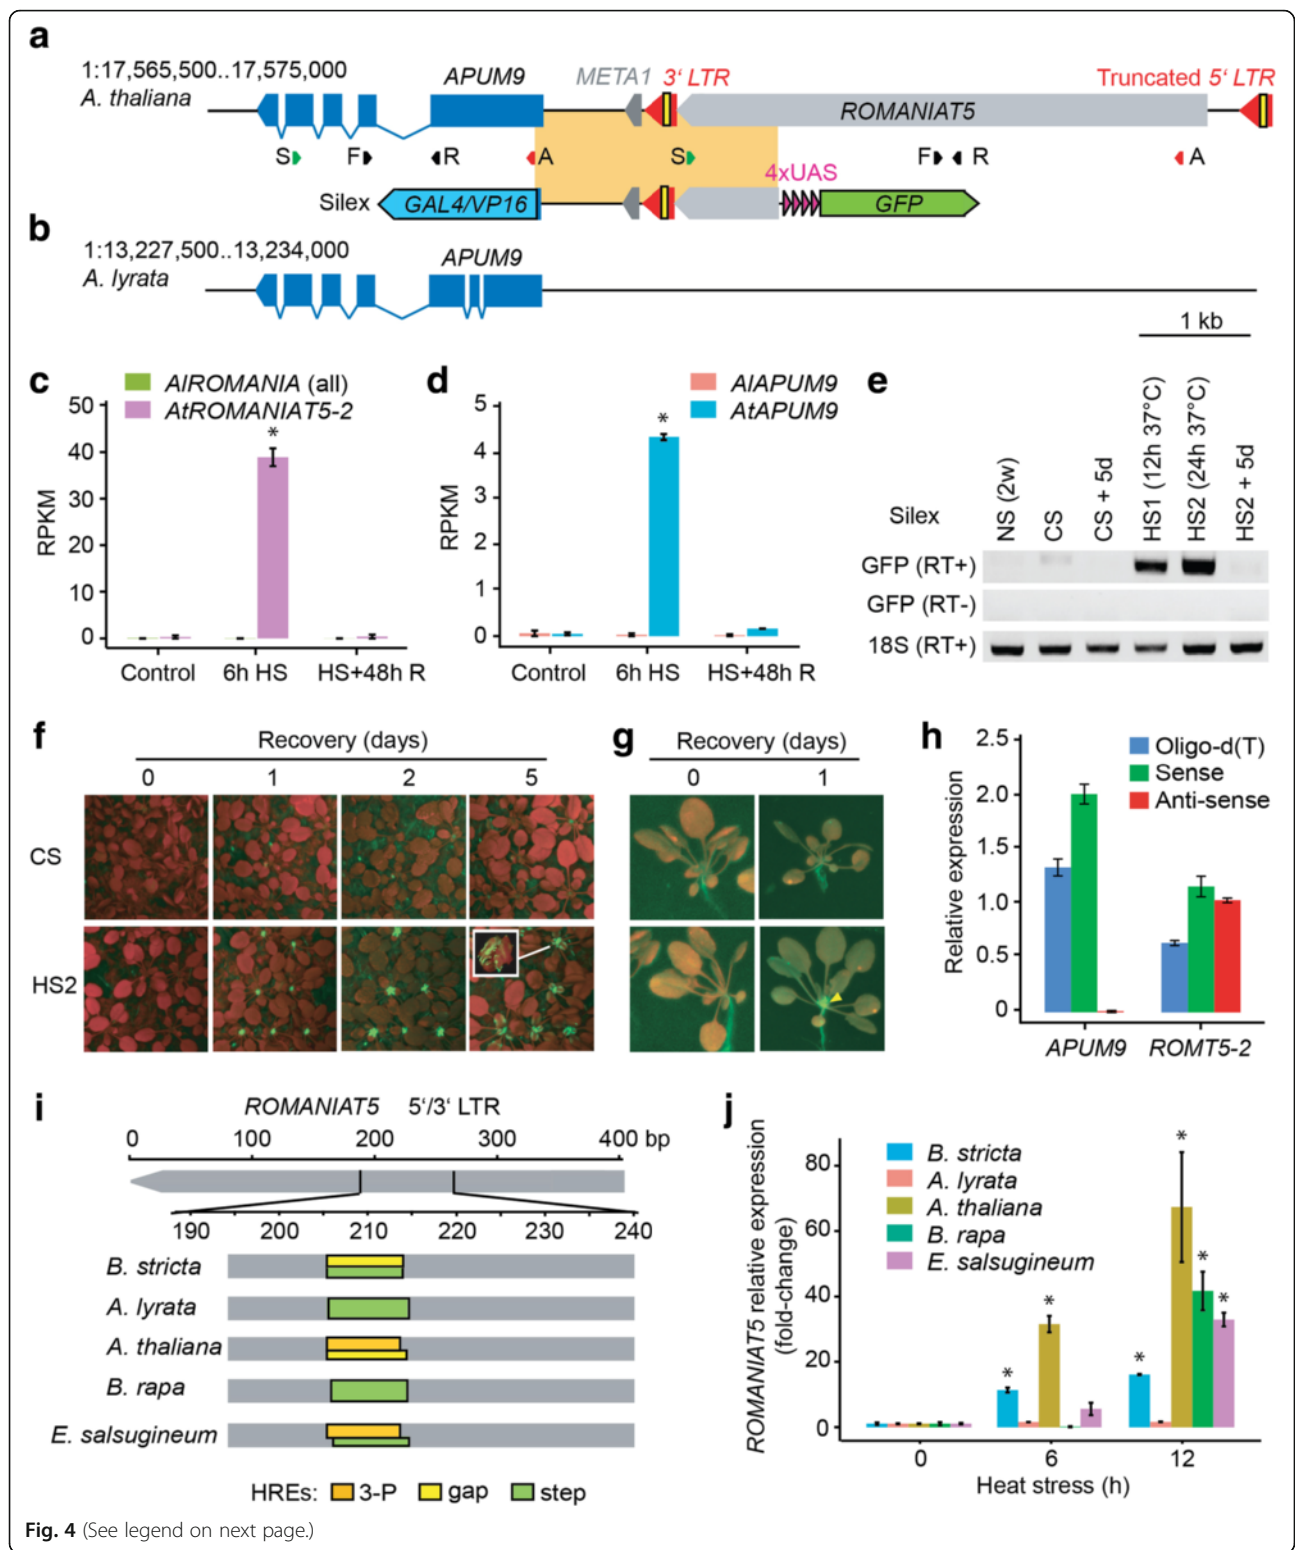 a
1:17,565,500..17,575,000
A. thaliana
APUM9
META1
3‘ LTR
Truncated 5‘ LTR
ROMANIAT5
S
F
R
A
S
F
R
A
4xUAS
Silex
GAL4/VP16
GFP
b
1:13,227,500..13,234,000
A. lyrata
APUM9
1 kb
c
AlROMANIA (all)
AtROMANIAT5-2
50
40
30
20
10
0
RPKM
*
Control
6h HS
HS+48h R
d
AlAPUM9
AtAPUM9
5
4
3
2
1
0
RPKM
*
Control
6h HS
HS+48h R
e
Silex
NS (2w)
CS
CS + 5d
HS1 (12h 37°C)
HS2 (24h 37°C)
HS2 + 5d
GFP (RT+)
GFP (RT-)
18S (RT+)
f
Recovery (days)
0 1 2 5
CS
HS2
g
Recovery (days)
0 1
h
2.5
2.0
1.5
1.0
0.5
0
Relative expression
Oligo-d(T)
Sense
Anti-sense
APUM9
ROMT5-2
i
ROMANIAT5 5‘/3‘ LTR
0 100 200 300 400 bp
190 200 210 220 230 240
B. stricta
A. lyrata
A. thaliana
B. rapa
E. salsugineum
HREs: 3-P gap step
j
ROMANIAT5 relative expression
(fold-change)
80
60
40
20
0
B. stricta
A. lyrata
A. thaliana
B. rapa
E. salsugineum
*
*
*
*
*
*
0 6 12
Heat stress (h)
Fig. 4 (See legend on next page.)